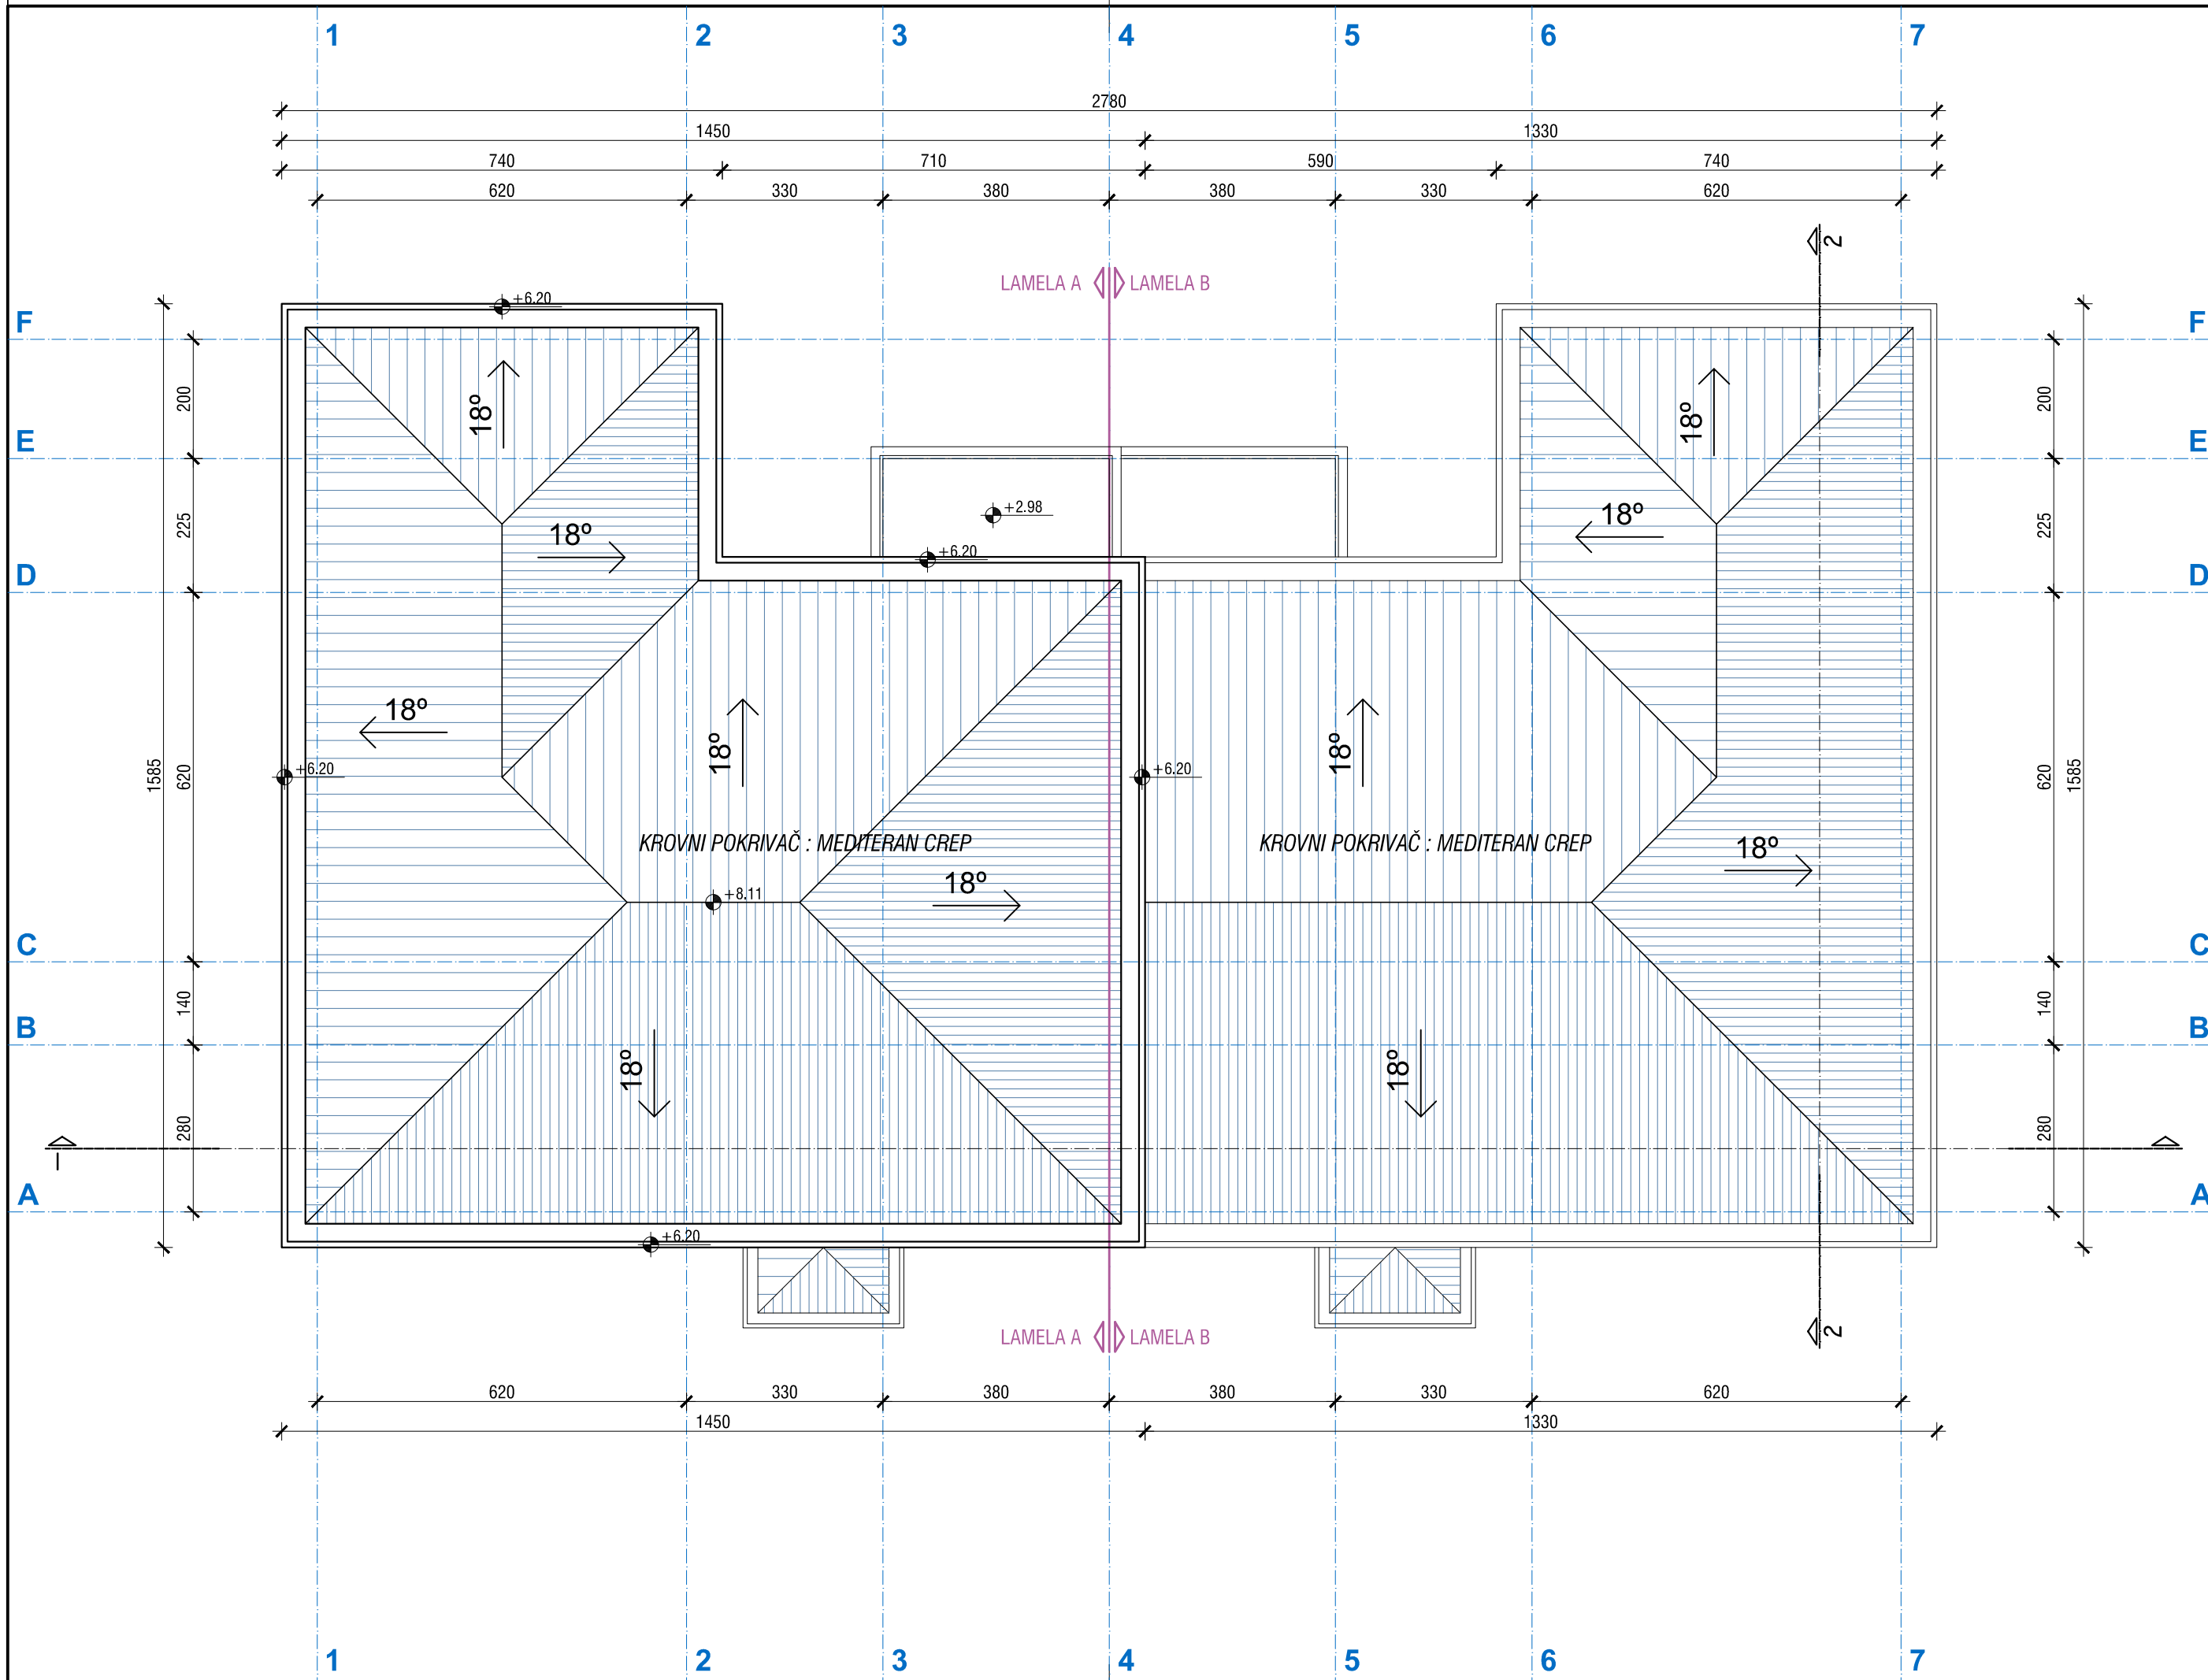 1 2 3 4 5 6 7
2780
1450 1330
740 710 590 740
620 330 380 380 330 620
2
LAMELA A LAMELA B
+6.20
F F
200 18º 18º 200
E E
+2.98
225 18º 18º 225
+6.20
D D
18º 18º 18º
1585 620 +6.20 +6.20 620 1585
KROVNI POKRIVAČ : MEDITERAN CREP KROVNI POKRIVAČ : MEDITERAN CREP
18º 18º
+8.11
C C
140 140
B B
18º 18º
280 280
1
A A
+6.20
LAMELA A LAMELA B
2
620 330 380 380 330 620
1450 1330
1 2 3 4 5 6 7